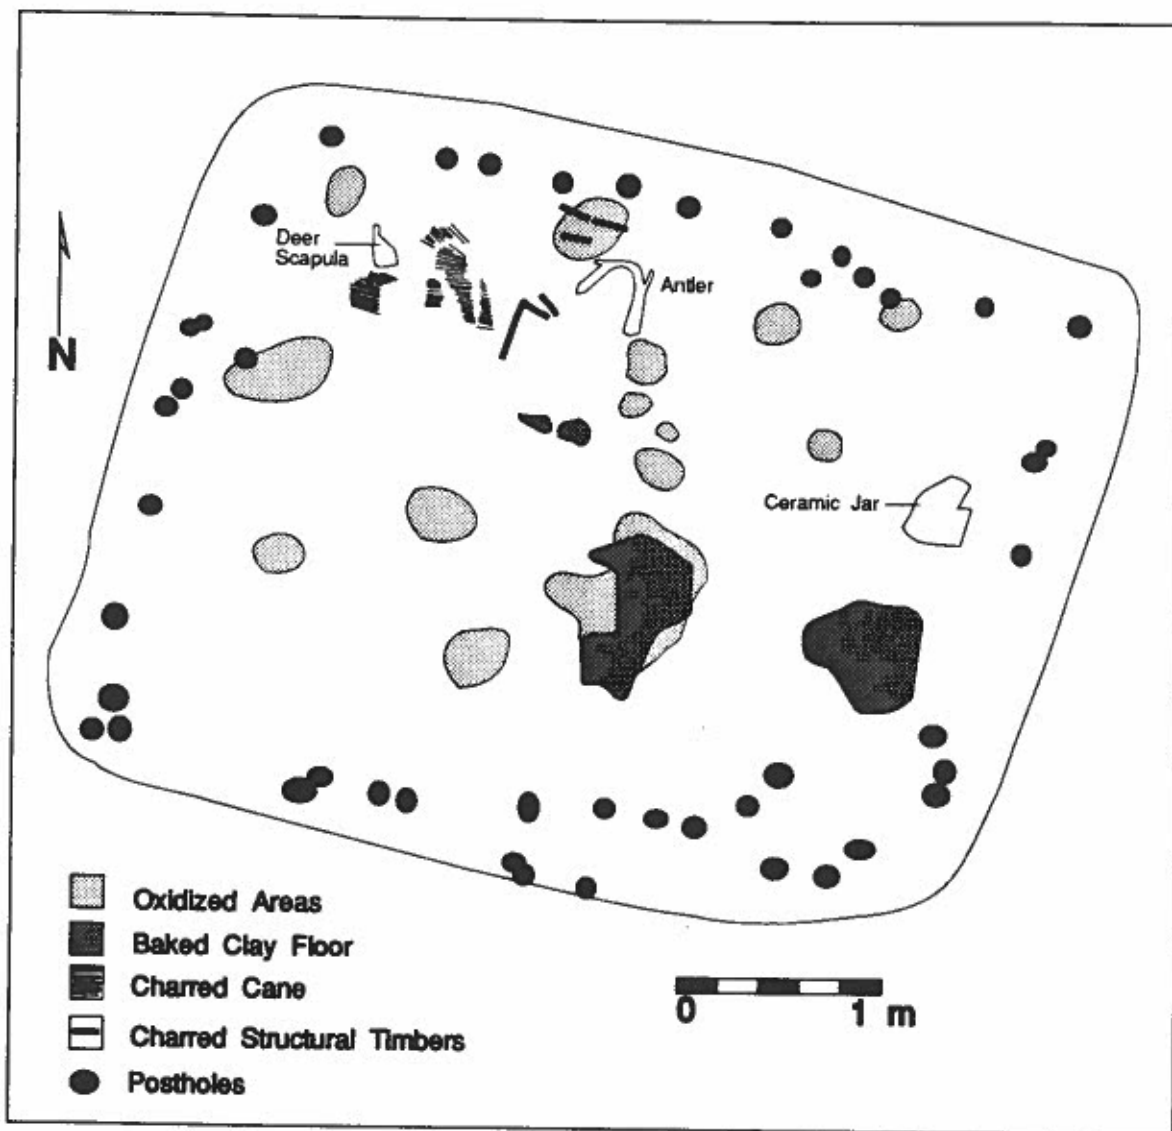 Deer
Scapula
Antler
N
Ceramic Jar
Oxidized Areas
Baked Clay Floor
Charred Cane
Charred Structural Timbers
Postholes
0 1 m